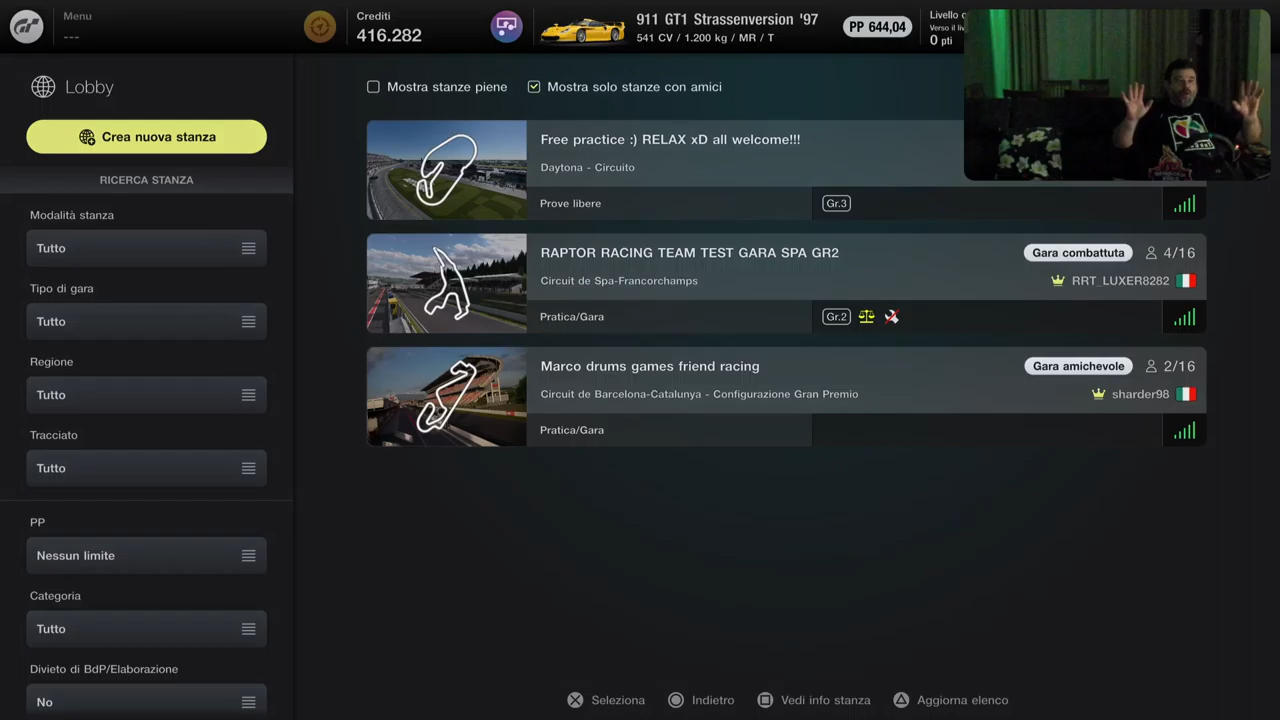 Menu
---
Crediti
416.282
911 GT1 Strassenversion '97
541 CV / 1.200 kg / MR / T
PP 644,04
Livello
Verso il liv
0 pti
Lobby
Crea nuova stanza
RICERCA STANZA
Modalità stanza
Tutto
Tipo di gara
Tutto
Regione
Tutto
Tracciato
Tutto
PP
Nessun limite
Categoria
Tutto
Divieto di BdP/Elaborazione
No
Mostra stanze piene
Mostra solo stanze con amici
Free practice :) RELAX xD all welcome!!!
Daytona - Circuito
Prove libere
Gr.3
RAPTOR RACING TEAM TEST GARA SPA GR2
Gara combattuta
4/16
Circuit de Spa-Francorchamps
RRT_LUXER8282
Pratica/Gara
Gr.2
Marco drums games friend racing
Gara amichevole
2/16
Circuit de Barcelona-Catalunya - Configurazione Gran Premio
sharder98
Pratica/Gara
Seleziona
Indietro
Vedi info stanza
Aggiorna elenco